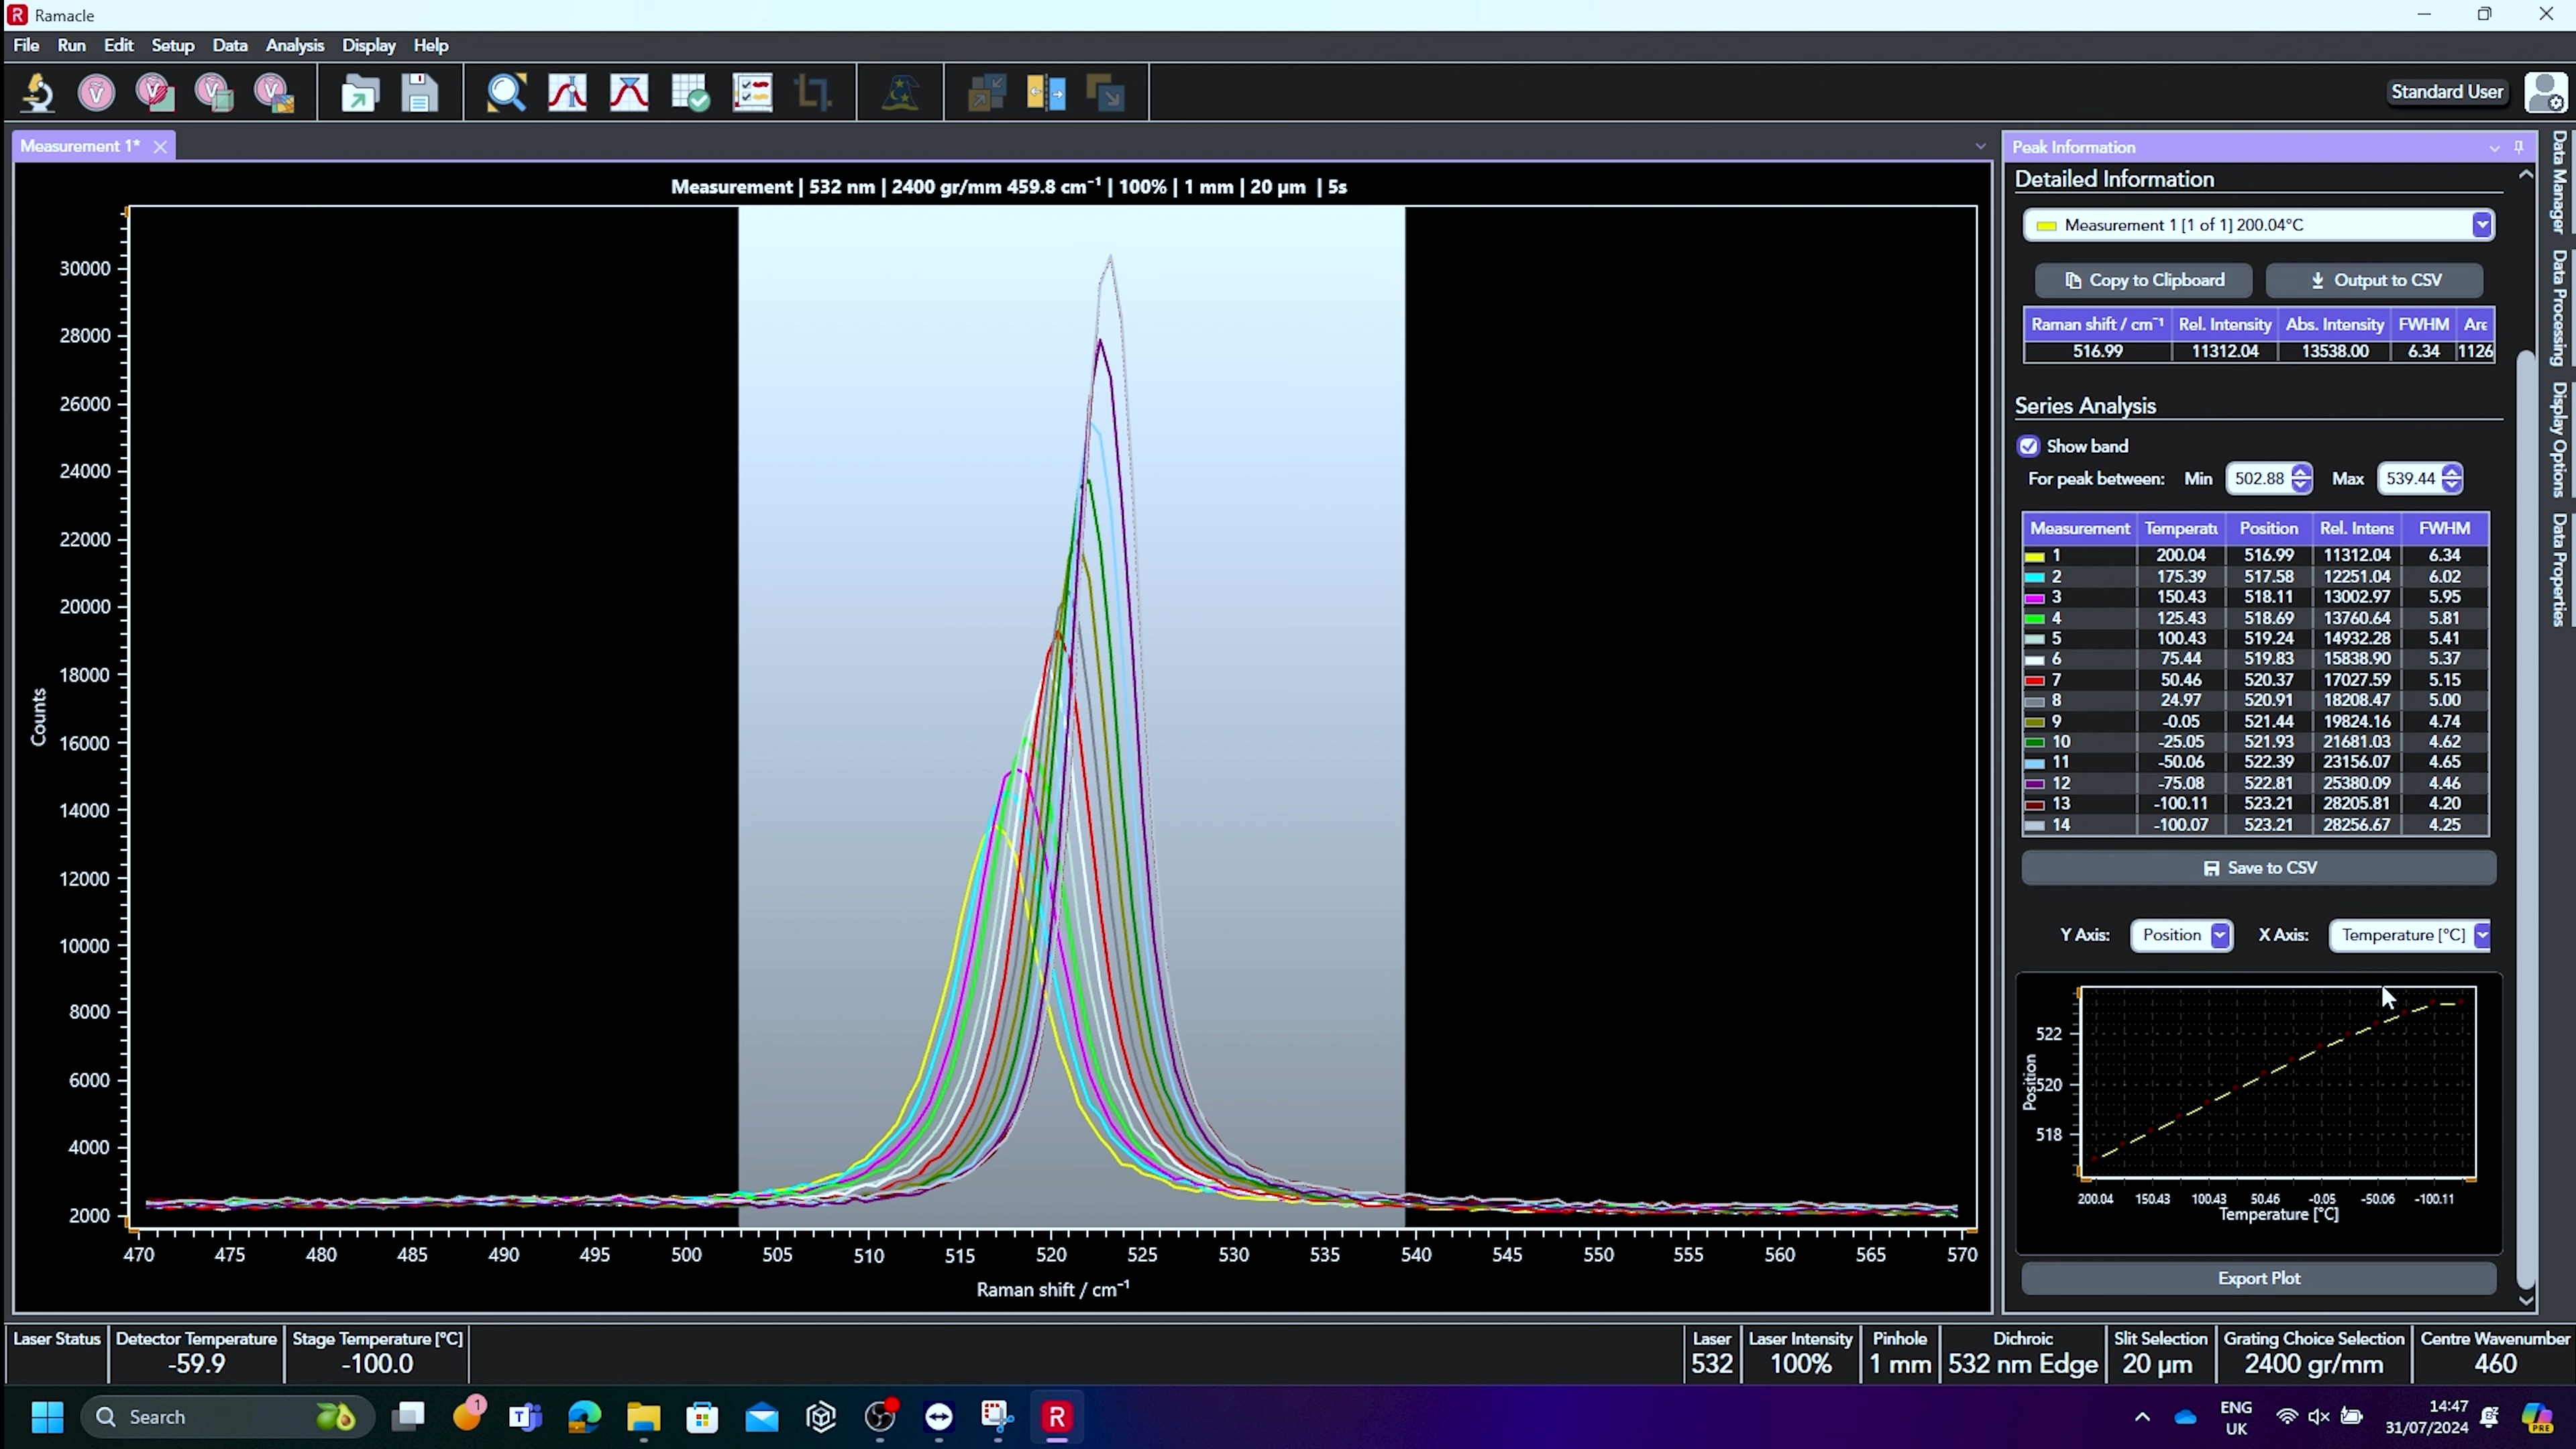 Ramacle
File Run Edit Setup Data Analysis Display Help
Standard User
Measurement 1*
Measurement | 532 nm | 2400 gr/mm 459.8 cm⁻¹ | 100% | 1 mm | 20 µm | 5s
30000
28000
26000
24000
22000
20000
18000
16000
14000
12000
10000
8000
6000
4000
2000
Counts
470 475 480 485 490 495 500 505 510 515 520 525 530 535 540 545 550 555 560 565 570
Raman shift / cm⁻¹
Peak Information
Detailed Information
Measurement 1 [1 of 1] 200.04°C
Copy to Clipboard Output to CSV
Raman shift / cm⁻¹ Rel. Intensity Abs. Intensity FWHM Are
516.99 11312.04 13538.00 6.34 1126
Series Analysis
Show band
For peak between: Min 502.88 Max 539.44
Measurement Temperatu Position Rel. Intens FWHM
1 200.04 516.99 11312.04 6.34
2 175.39 517.58 12251.04 6.02
3 150.43 518.11 13002.97 5.95
4 125.43 518.69 13760.64 5.81
5 100.43 519.24 14932.28 5.41
6 75.44 519.83 15838.90 5.37
7 50.46 520.37 17027.59 5.15
8 24.97 520.91 18208.47 5.00
9 -0.05 521.44 19824.16 4.74
10 -25.05 521.93 21681.03 4.62
11 -50.06 522.39 23156.07 4.65
12 -75.08 522.81 25380.09 4.46
13 -100.11 523.21 28205.81 4.20
14 -100.07 523.21 28256.67 4.25
Save to CSV
Y Axis: Position X Axis: Temperature [°C]
522
520
518
Position
200.04 150.43 100.43 50.46 -0.05 -50.06 -100.11
Temperature [°C]
Export Plot
Data Manager
Data Processing
Display Options
Data Properties
Laser Status Detector Temperature Stage Temperature [°C] Laser Laser Intensity Pinhole Dichroic Slit Selection Grating Choice Selection Centre Wavenumber
-59.9 -100.0 532 100% 1 mm 532 nm Edge 20 µm 2400 gr/mm 460
Search
1
R
ENG
UK
14:47
31/07/2024
PRE